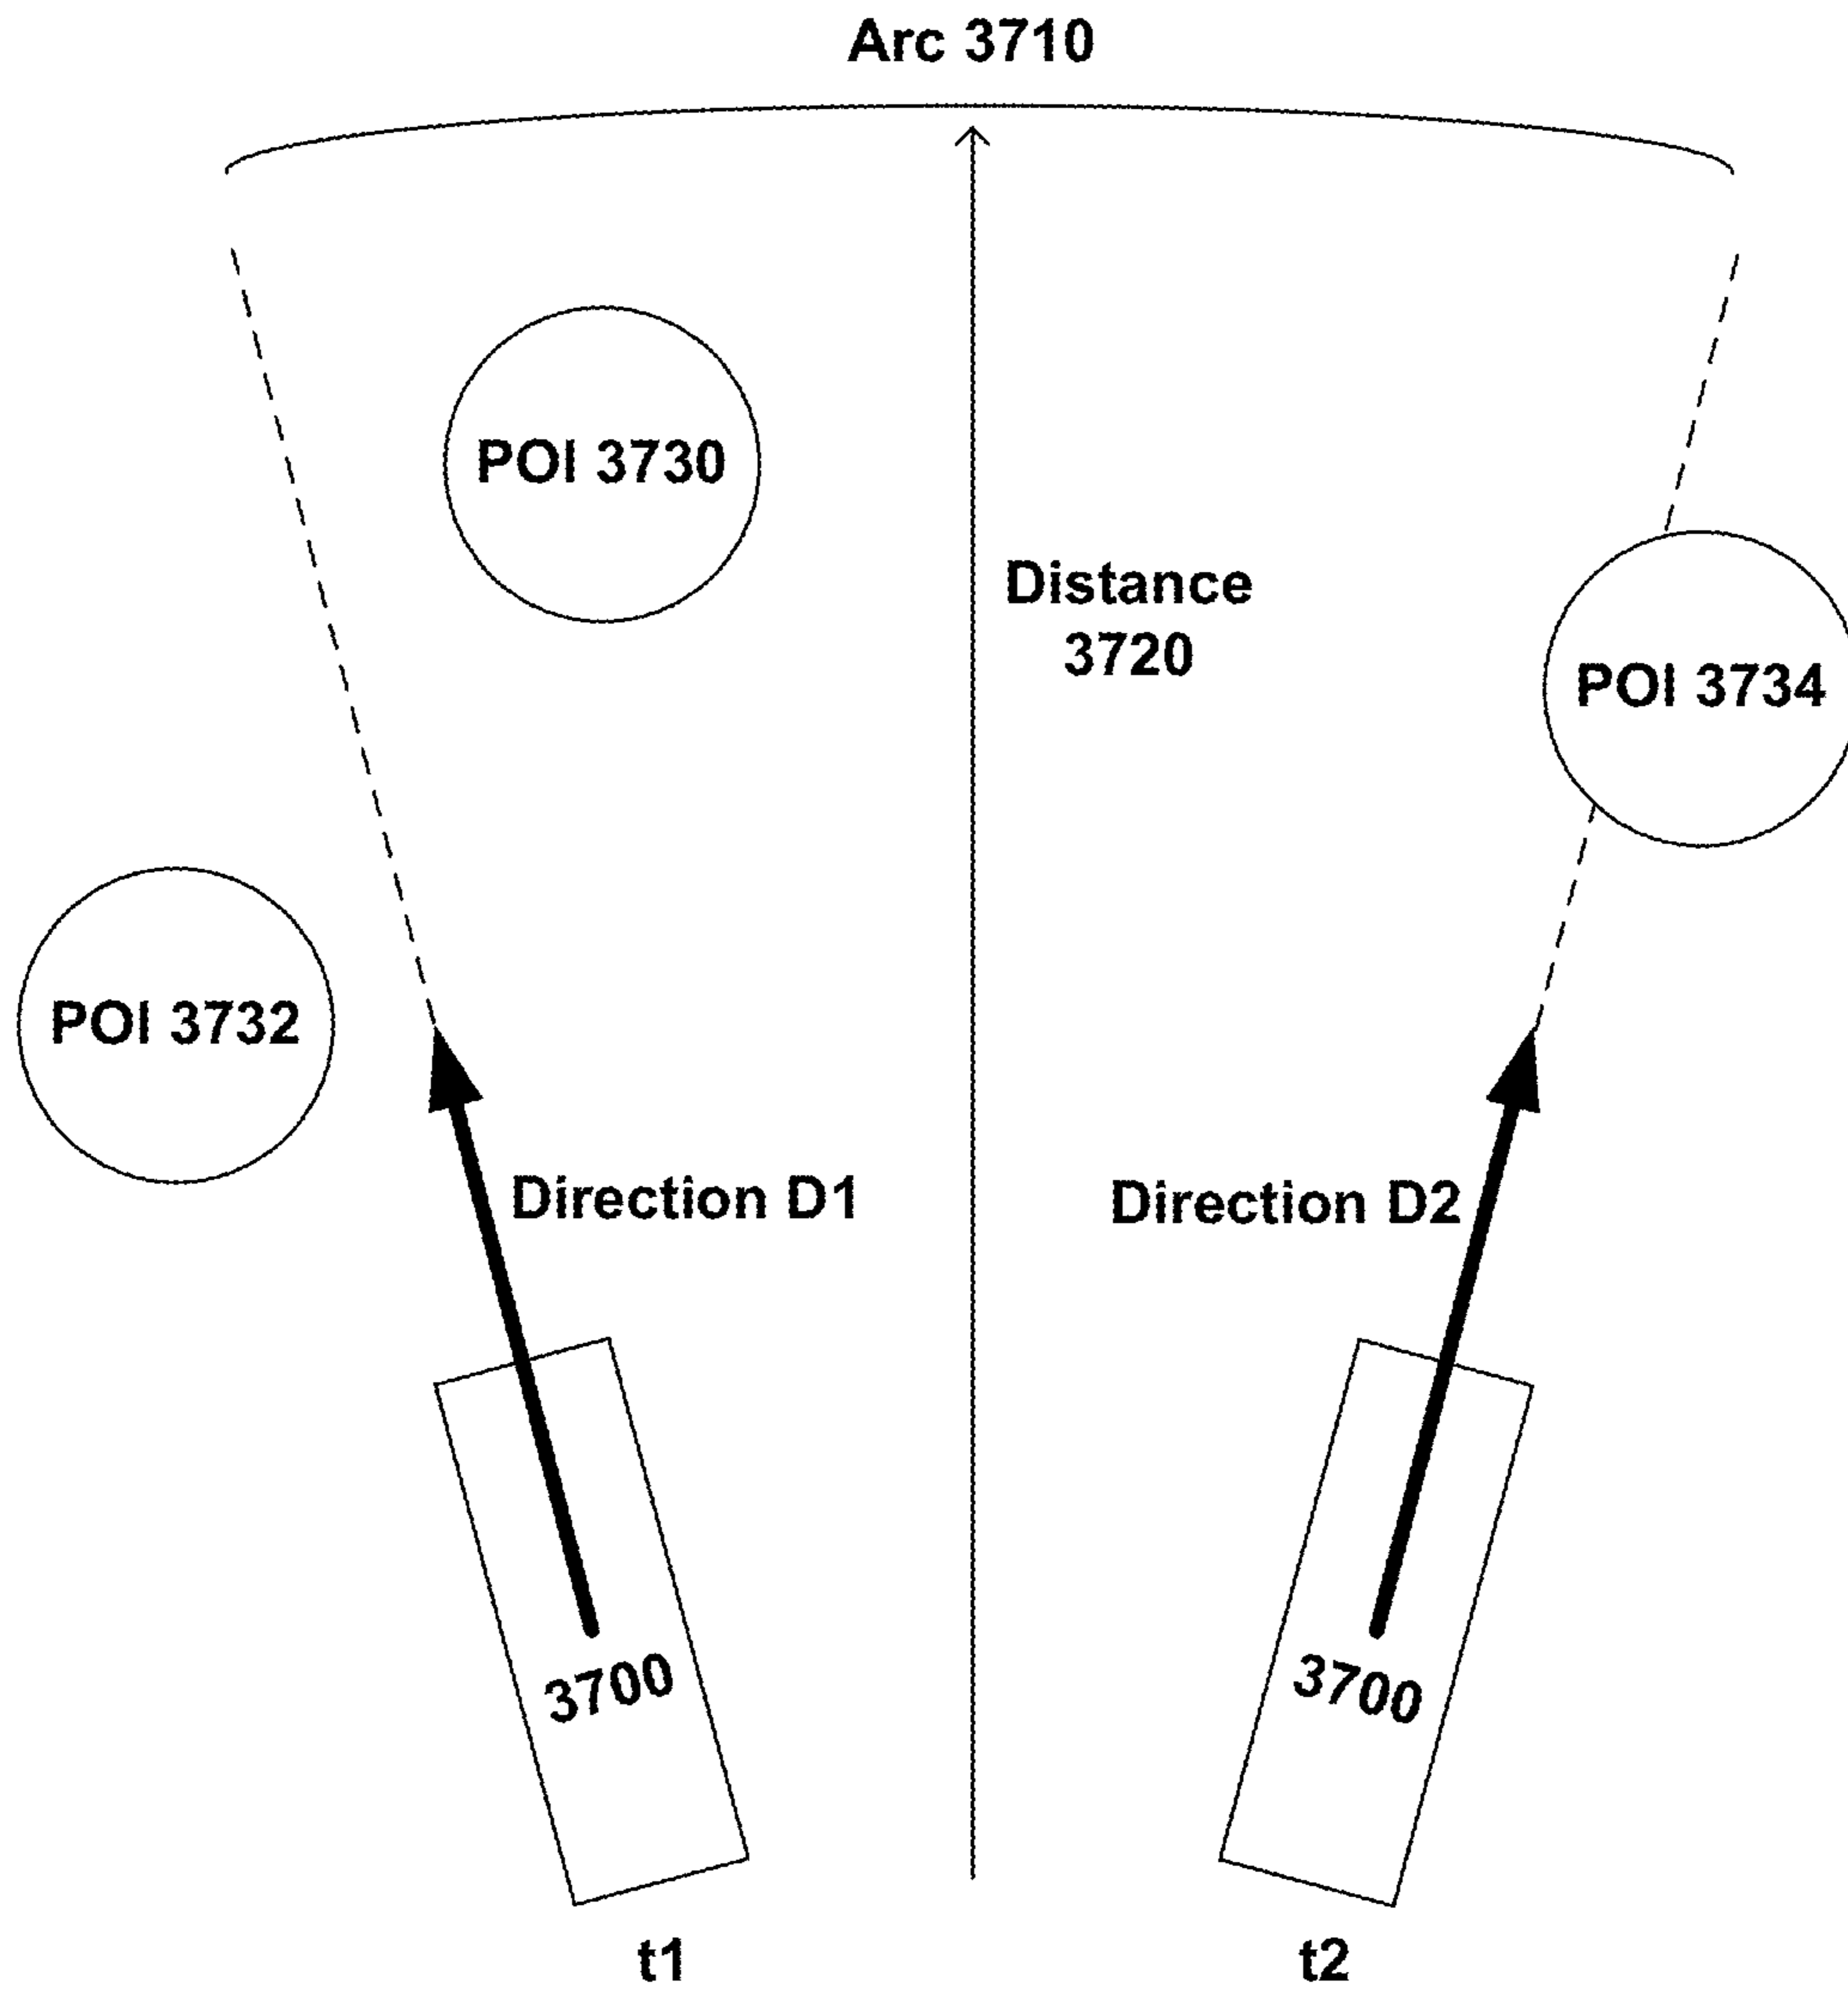 Arc 3710
POI 3730
Distance
3720
POI 3734
POI 3732
Direction D1
Direction D2
3700
3700
t1
t2